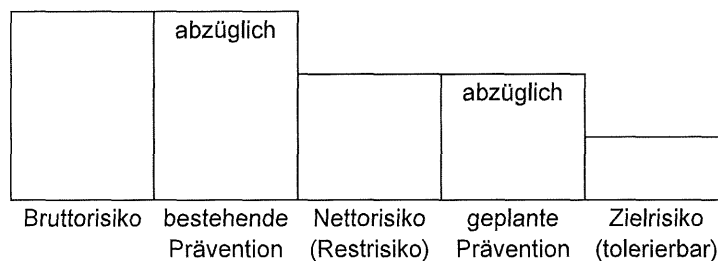 abzüglich
abzüglich
Bruttorisiko
bestehende
Prävention
Nettorisiko
(Restrisiko)
geplante
Prävention
Zielrisiko
(tolerierbar)